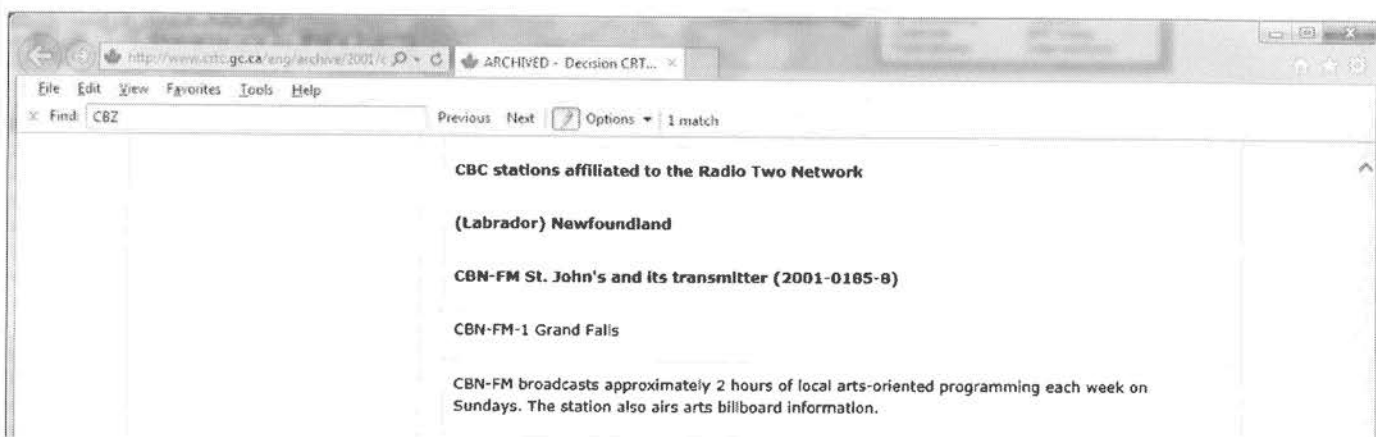 http://www.crtc.gc.ca/eng/archive/2001/c
ARCHIVED - Decision CRT...
File Edit View Favorites Tools Help
x Find: CBZ Previous Next Options 1 match
CBC stations affiliated to the Radio Two Network
(Labrador) Newfoundland
CBN-FM St. John's and its transmitter (2001-0185-8)
CBN-FM-1 Grand Falls
CBN-FM broadcasts approximately 2 hours of local arts-oriented programming each week on
Sundays. The station also airs arts billboard information.